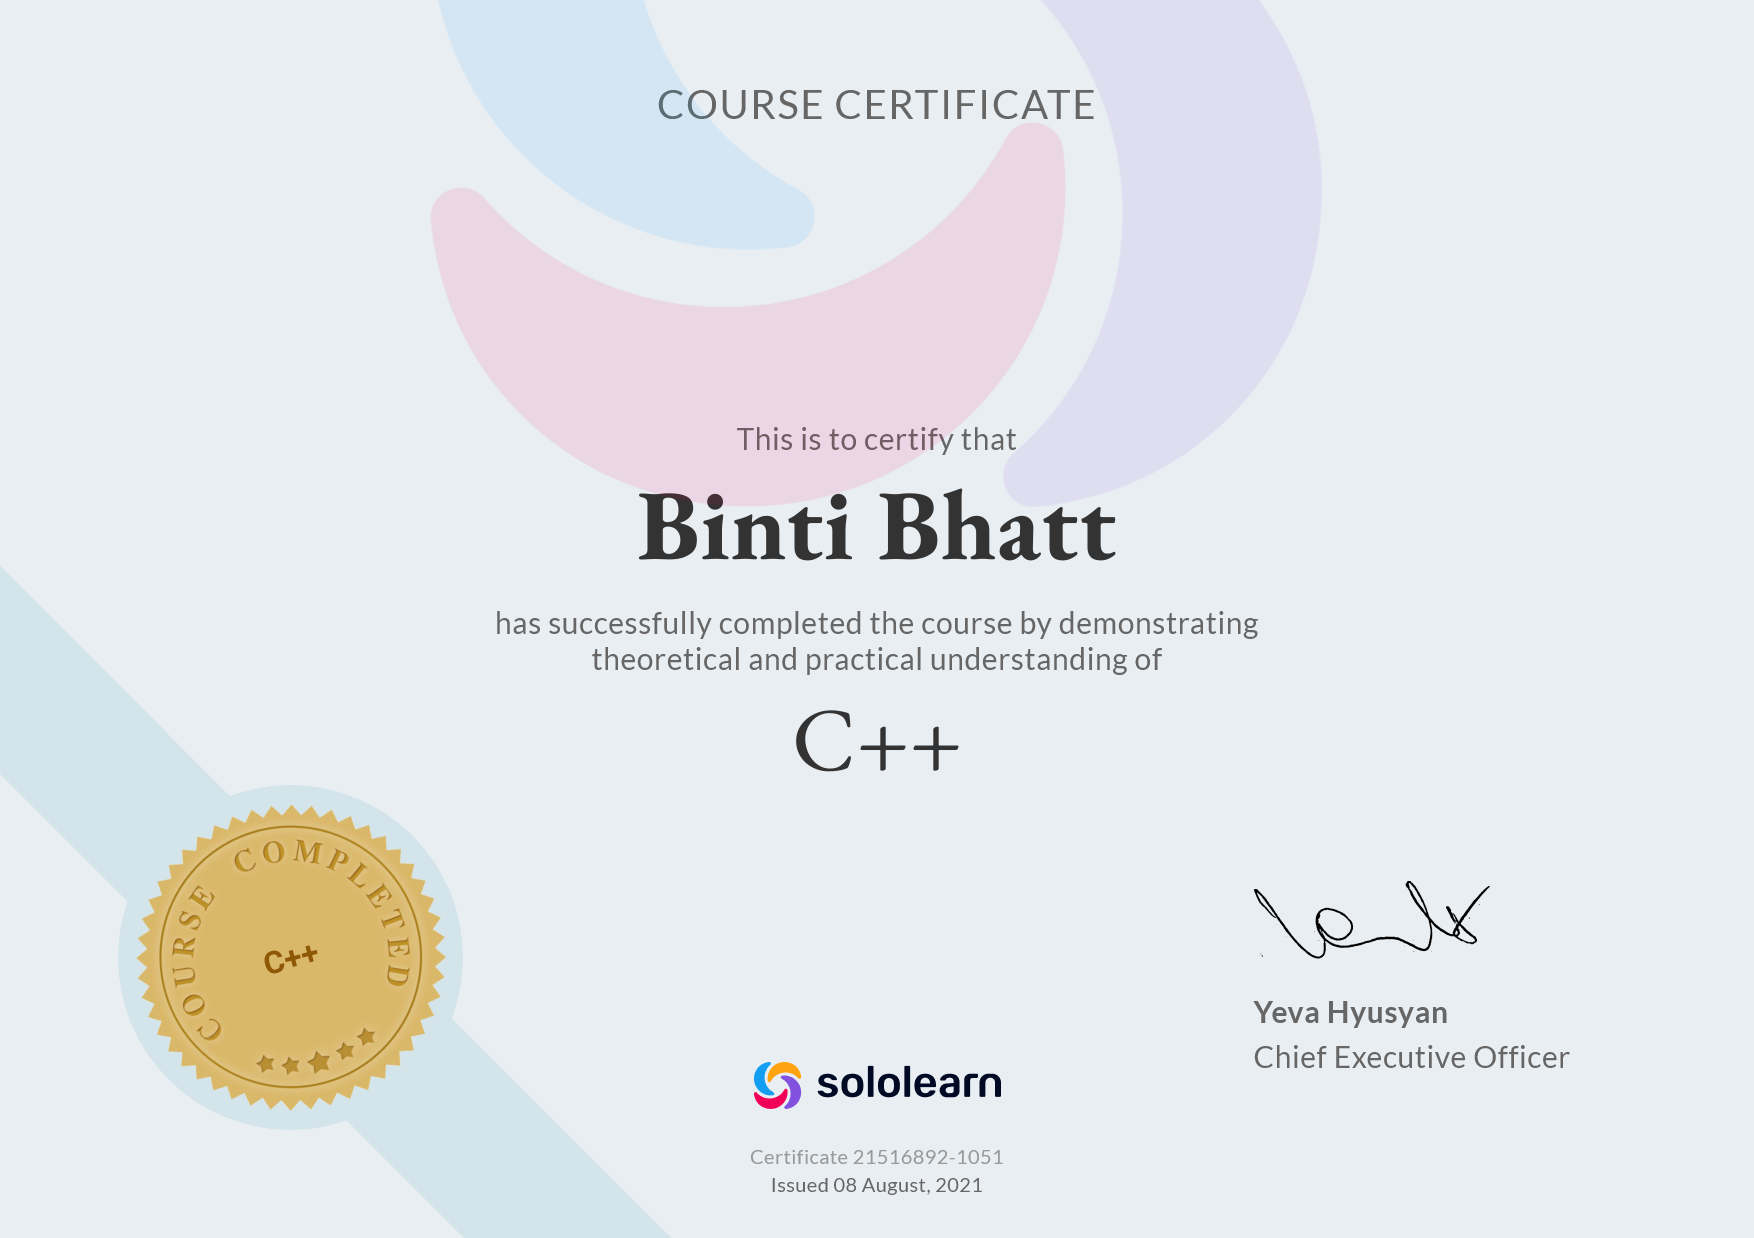 COURSE CERTIFICATE
This is to certify that
Binti Bhatt
has successfully completed the course by demonstrating
theoretical and practical understanding of
C++
COURSE COMPLETED
C++
Yeva Hyusyan
Chief Executive Officer
sololearn
Certificate 21516892-1051
Issued 08 August, 2021